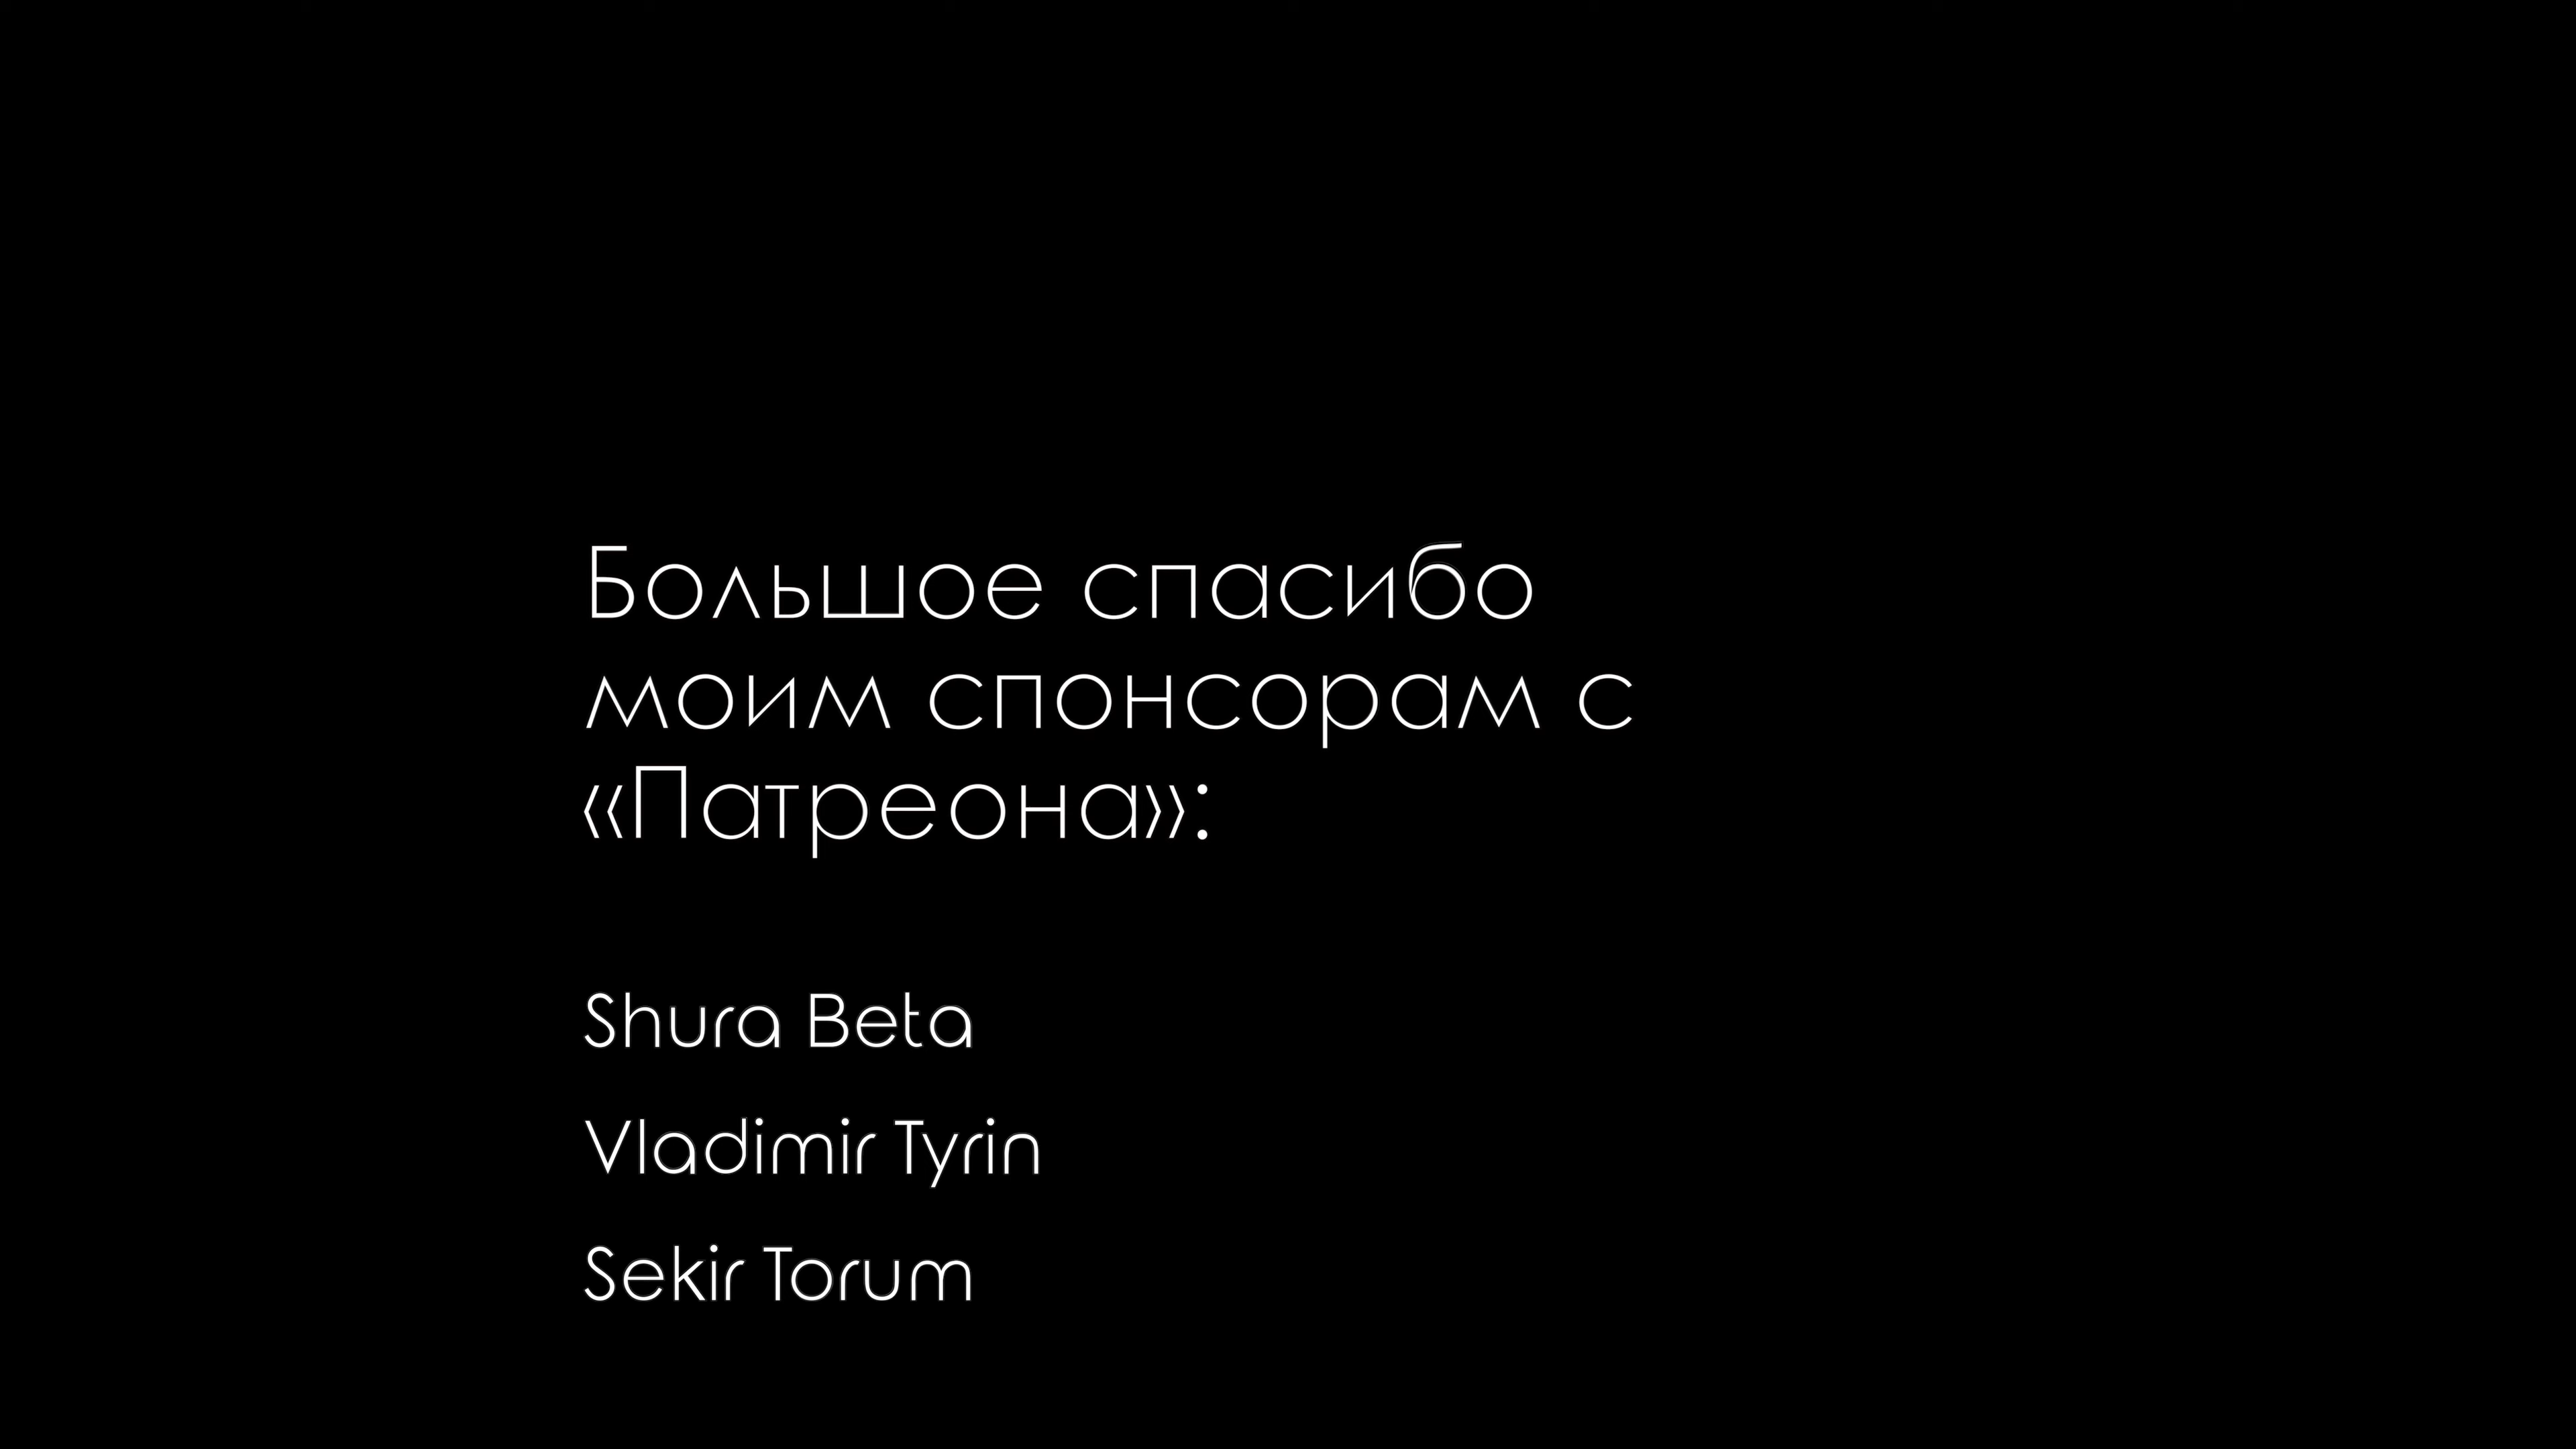 Большое спасибо
моим спонсорам с
«Патреона»:
Shura Beta
Vladimir Tyrin
Sekir Torum